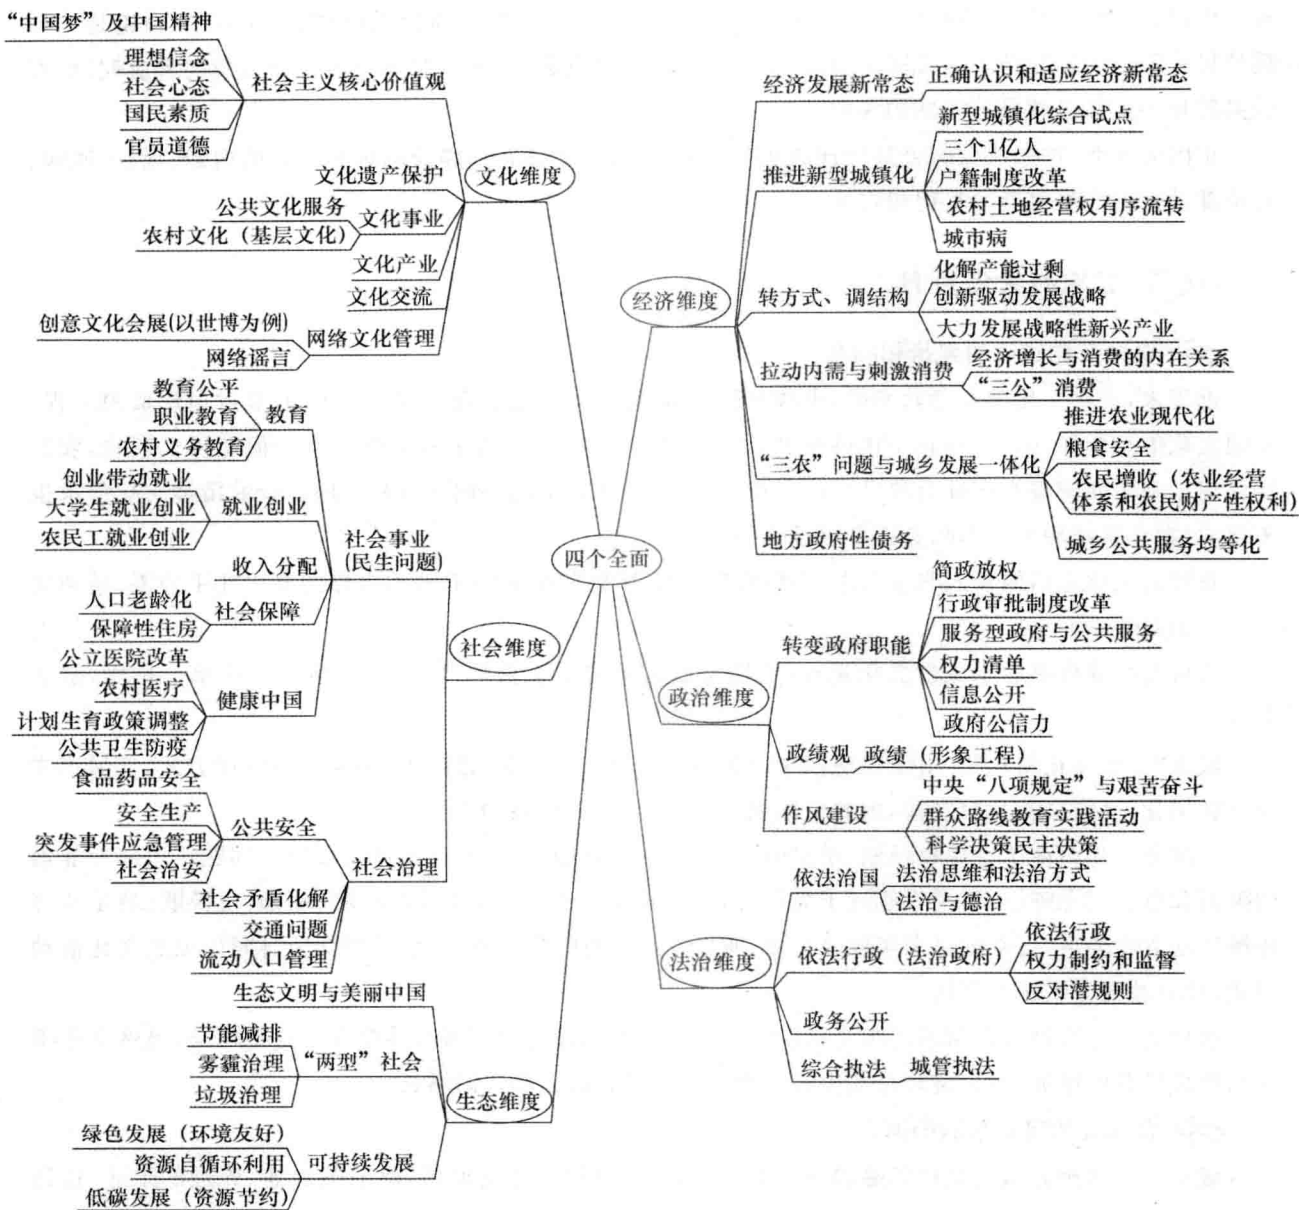 “中国梦”及中国精神
理想信念
社会心态
国民素质
官员道德
社会主义核心价值观
文化维度
文化遗产保护
公共文化服务
农村文化（基层文化）
文化事业
文化产业
文化交流
创意文化会展(以世博为例)
网络谣言
网络文化管理
教育公平
职业教育
农村义务教育
教育
创业带动就业
大学生就业创业
农民工就业创业
就业创业
收入分配
人口老龄化
保障性住房
社会保障
公立医院改革
农村医疗
计划生育政策调整
公共卫生防疫
健康中国
社会事业
(民生问题)
社会维度
食品药品安全
安全生产
突发事件应急管理
社会治安
公共安全
社会矛盾化解
交通问题
流动人口管理
社会治理
生态文明与美丽中国
节能减排
雾霾治理
垃圾治理
“两型”社会
生态维度
绿色发展（环境友好）
资源自循环利用
低碳发展（资源节约）
可持续发展
四个全面
经济维度
经济发展新常态
正确认识和适应经济新常态
推进新型城镇化
新型城镇化综合试点
三个1亿人
户籍制度改革
农村土地经营权有序流转
城市病
转方式、调结构
化解产能过剩
创新驱动发展战略
大力发展战略性新兴产业
拉动内需与刺激消费
经济增长与消费的内在关系
“三公”消费
“三农”问题与城乡发展一体化
推进农业现代化
粮食安全
农民增收（农业经营
体系和农民财产性权利）
城乡公共服务均等化
地方政府性债务
政治维度
转变政府职能
简政放权
行政审批制度改革
服务型政府与公共服务
权力清单
信息公开
政府公信力
政绩观 政绩（形象工程）
作风建设
中央“八项规定”与艰苦奋斗
群众路线教育实践活动
科学决策民主决策
法治维度
依法治国
法治思维和法治方式
法治与德治
依法行政（法治政府）
依法行政
权力制约和监督
反对潜规则
政务公开
综合执法 城管执法